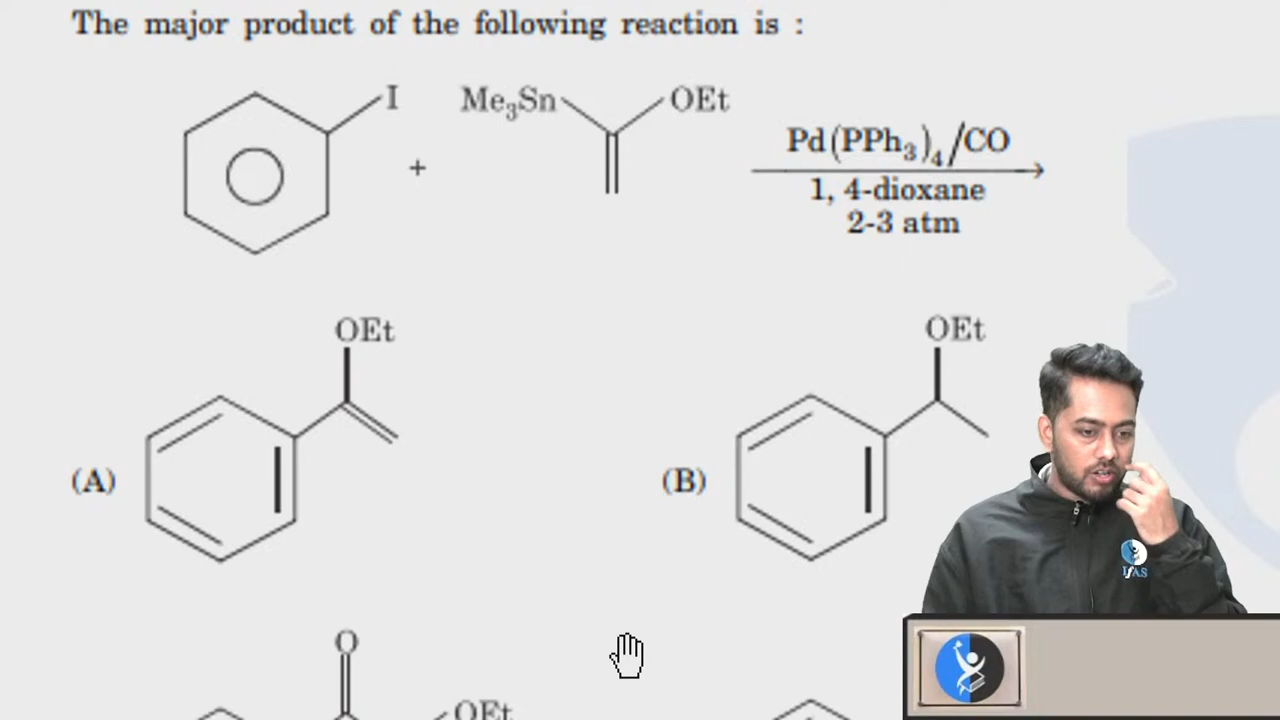 The major product of the following reaction is :
I
Me₃Sn OEt
+
Pd(PPh₃)₄/CO
1, 4-dioxane
2-3 atm
OEt
(A)
OEt
(B)
O
OEt
IFAS